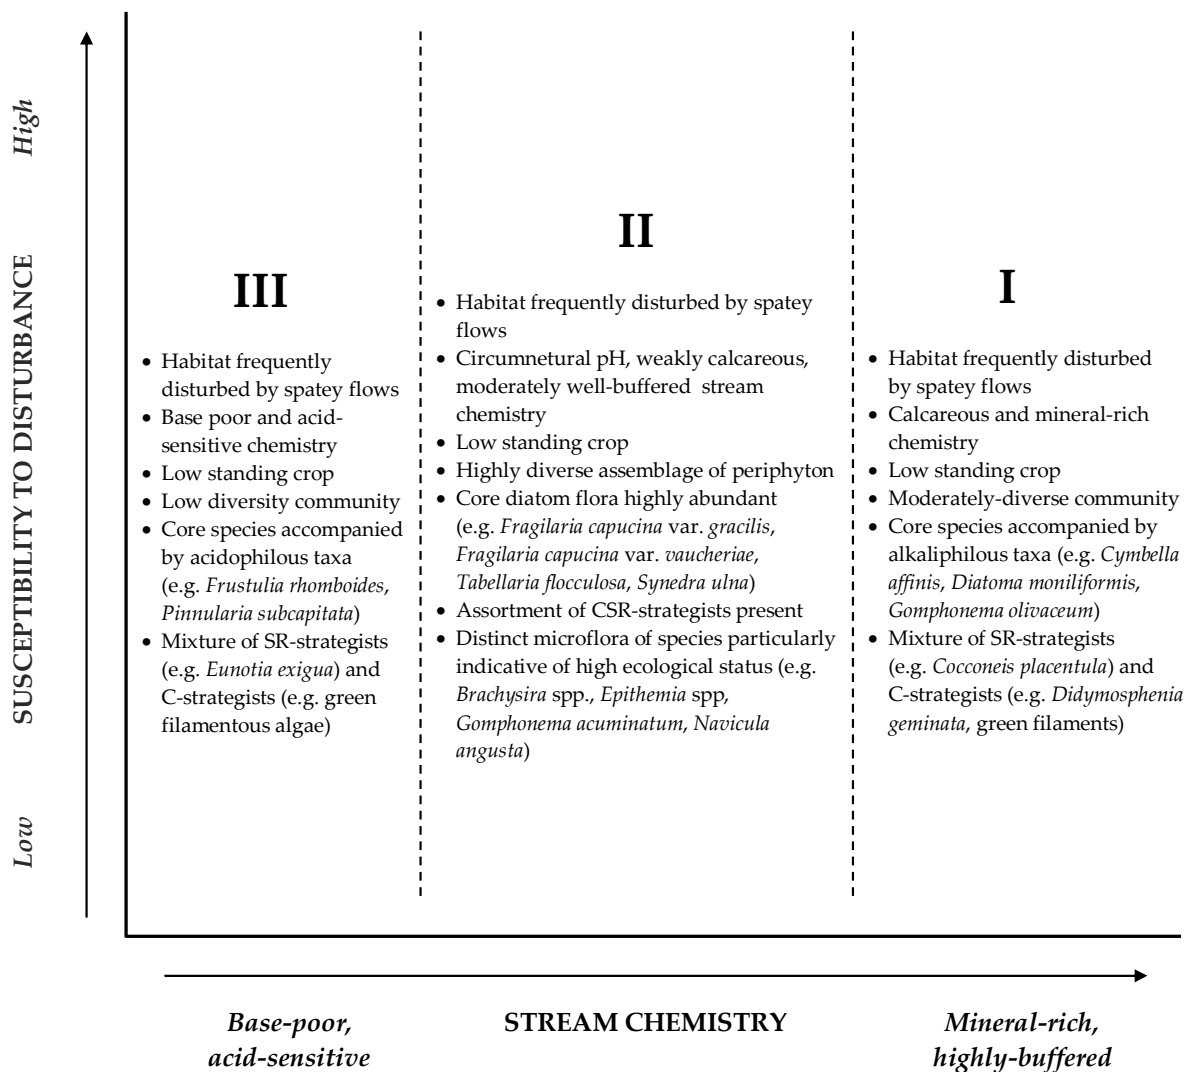 High
SUSCEPTIBILITY TO DISTURBANCE
Low
III
• Habitat frequently
disturbed by spatey flows
• Base poor and acid-
sensitive chemistry
• Low standing crop
• Low diversity community
• Core species accompanied
by acidophilous taxa
(e.g. Frustulia rhomboides,
Pinnularia subcapitata)
• Mixture of SR-strategists
(e.g. Eunotia exigua) and
C-strategists (e.g. green
filamentous algae)
II
• Habitat frequently disturbed by spatey
flows
• Circumnetural pH, weakly calcareous,
moderately well-buffered stream
chemistry
• Low standing crop
• Highly diverse assemblage of periphyton
• Core diatom flora highly abundant
(e.g. Fragilaria capucina var. gracilis,
Fragilaria capucina var. vaucheriae,
Tabellaria flocculosa, Synedra ulna)
• Assortment of CSR-strategists present
• Distinct microflora of species particularly
indicative of high ecological status (e.g.
Brachysira spp., Epithemia spp,
Gomphonema acuminatum, Navicula
angusta)
I
• Habitat frequently disturbed
by spatey flows
• Calcareous and mineral-rich
chemistry
• Low standing crop
• Moderately-diverse community
• Core species accompanied by
alkaliphilous taxa (e.g. Cymbella
affinis, Diatoma moniliformis,
Gomphonema olivaceum)
• Mixture of SR-strategists
(e.g. Cocconeis placentula) and
C-strategists (e.g. Didymosphenia
geminata, green filaments)
Base-poor,
acid-sensitive
STREAM CHEMISTRY
Mineral-rich,
highly-buffered